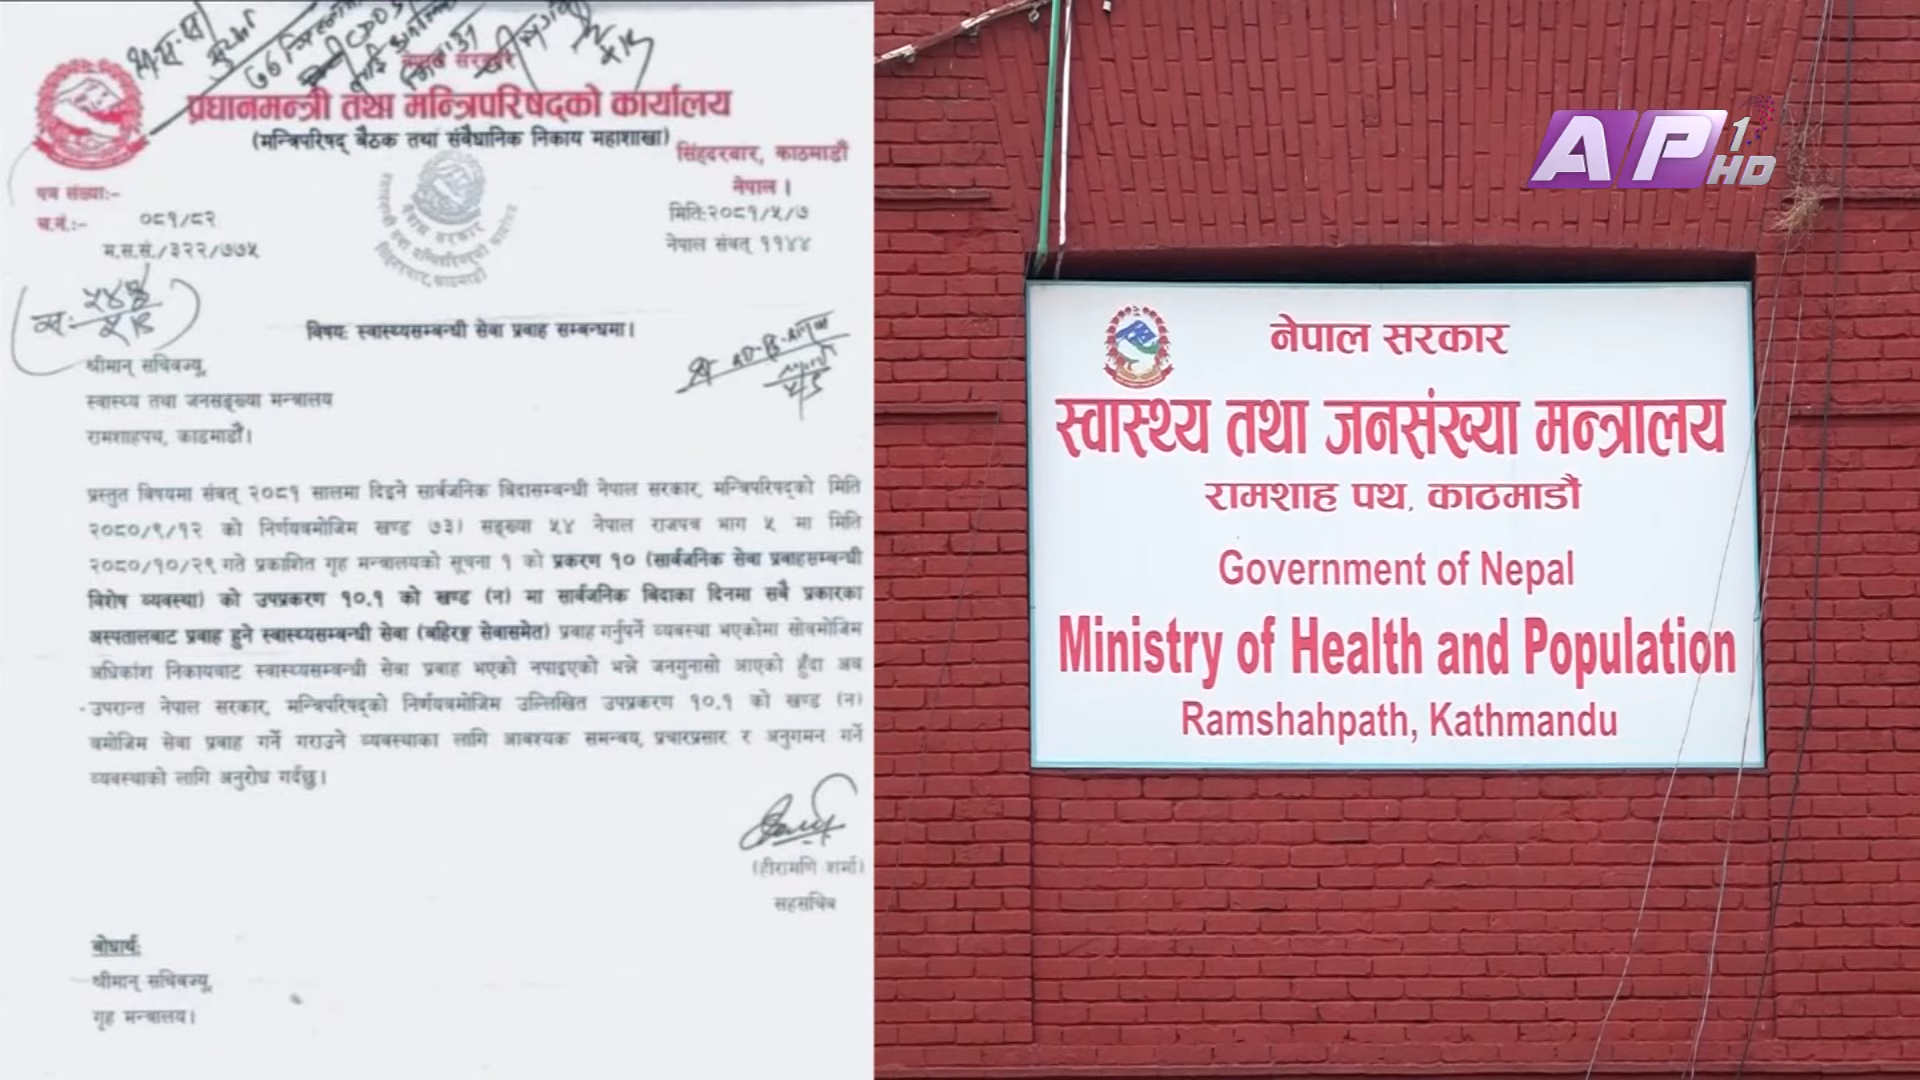 नेपाल सरकार
प्रधानमन्त्री तथा मन्त्रिपरिषद्को कार्यालय
(मन्त्रिपरिषद् बैठक तथा संवैधानिक निकाय महाशाखा)
सिंहदरबार, काठमाडौं
नेपाल ।
पत्र संख्याः-
च.नं.:- ०८१/८२
म.स.सं./३२२/७७५
मितिः२०८१/५/७
नेपाल संवत् ११४४
विषयः स्वास्थ्यसम्बन्धी सेवा प्रवाह सम्बन्धमा।
श्रीमान् सचिवज्यू,
स्वास्थ्य तथा जनसङ्ख्या मन्त्रालय
रामशाहपथ, काठमाडौं।
प्रस्तुत विषयमा संवत् २०८१ सालमा दिइने सार्वजनिक बिदासम्बन्धी नेपाल सरकार, मन्त्रिपरिषद्को मिति
२०८०/९/१२ को निर्णयबमोजिम खण्ड ७३) सङ्ख्या ५४ नेपाल राजपत्र भाग ५ मा मिति
२०८०/१०/२९ गते प्रकाशित गृह मन्त्रालयको सूचना १ को प्रकरण १० (सार्वजनिक सेवा प्रवाहसम्बन्धी
विशेष व्यवस्था) को उपप्रकरण १०.१ को खण्ड (न) मा सार्वजनिक बिदाका दिनमा सबै प्रकारका
अस्पतालबाट प्रवाह हुने स्वास्थ्यसम्बन्धी सेवा (बहिरङ्ग सेवासमेत) प्रवाह गर्नुपर्ने व्यवस्था भएकोमा सोबमोजिम
अधिकांश निकायबाट स्वास्थ्यसम्बन्धी सेवा प्रवाह भएको नपाइएको भन्ने जनगुनासो आएको हुँदा अब
उपरान्त नेपाल सरकार, मन्त्रिपरिषद्को निर्णयबमोजिम उल्लिखित उपप्रकरण १०.१ को खण्ड (न)
बमोजिम सेवा प्रवाह गर्ने गराउने व्यवस्थाका लागि आवश्यक समन्वय, प्रचारप्रसार र अनुगमन गर्ने
व्यवस्थाको लागि अनुरोध गर्दछु।
(हीरामणि शर्मा)
सहसचिव
बोधार्थः
श्रीमान् सचिवज्यू,
गृह मन्त्रालय।
AP1 HD
नेपाल सरकार
स्वास्थ्य तथा जनसंख्या मन्त्रालय
रामशाह पथ, काठमाडौं
Government of Nepal
Ministry of Health and Population
Ramshahpath, Kathmandu